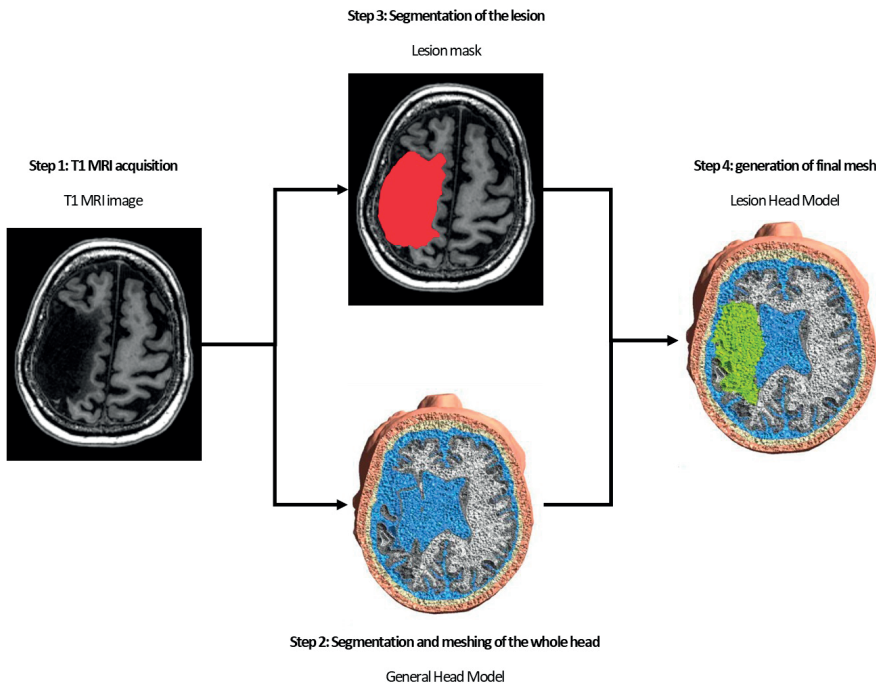 Step 3: Segmentation of the lesion
Lesion mask
Step 1: T1 MRI acquisition
T1 MRI image
Step 4: generation of final mesh
Lesion Head Model
Step 2: Segmentation and meshing of the whole head
General Head Model